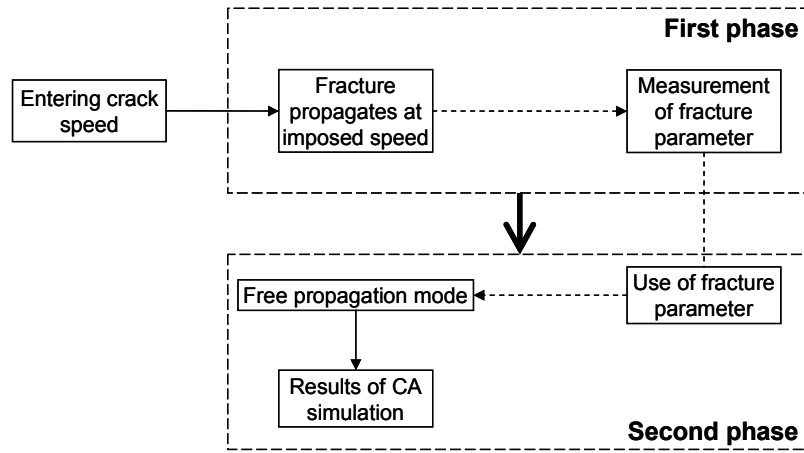 First phase
Entering crack
speed
Fracture
propagates at
imposed speed
Measurement
of fracture
parameter
Use of fracture
parameter
Free propagation mode
Results of CA
simulation
Second phase